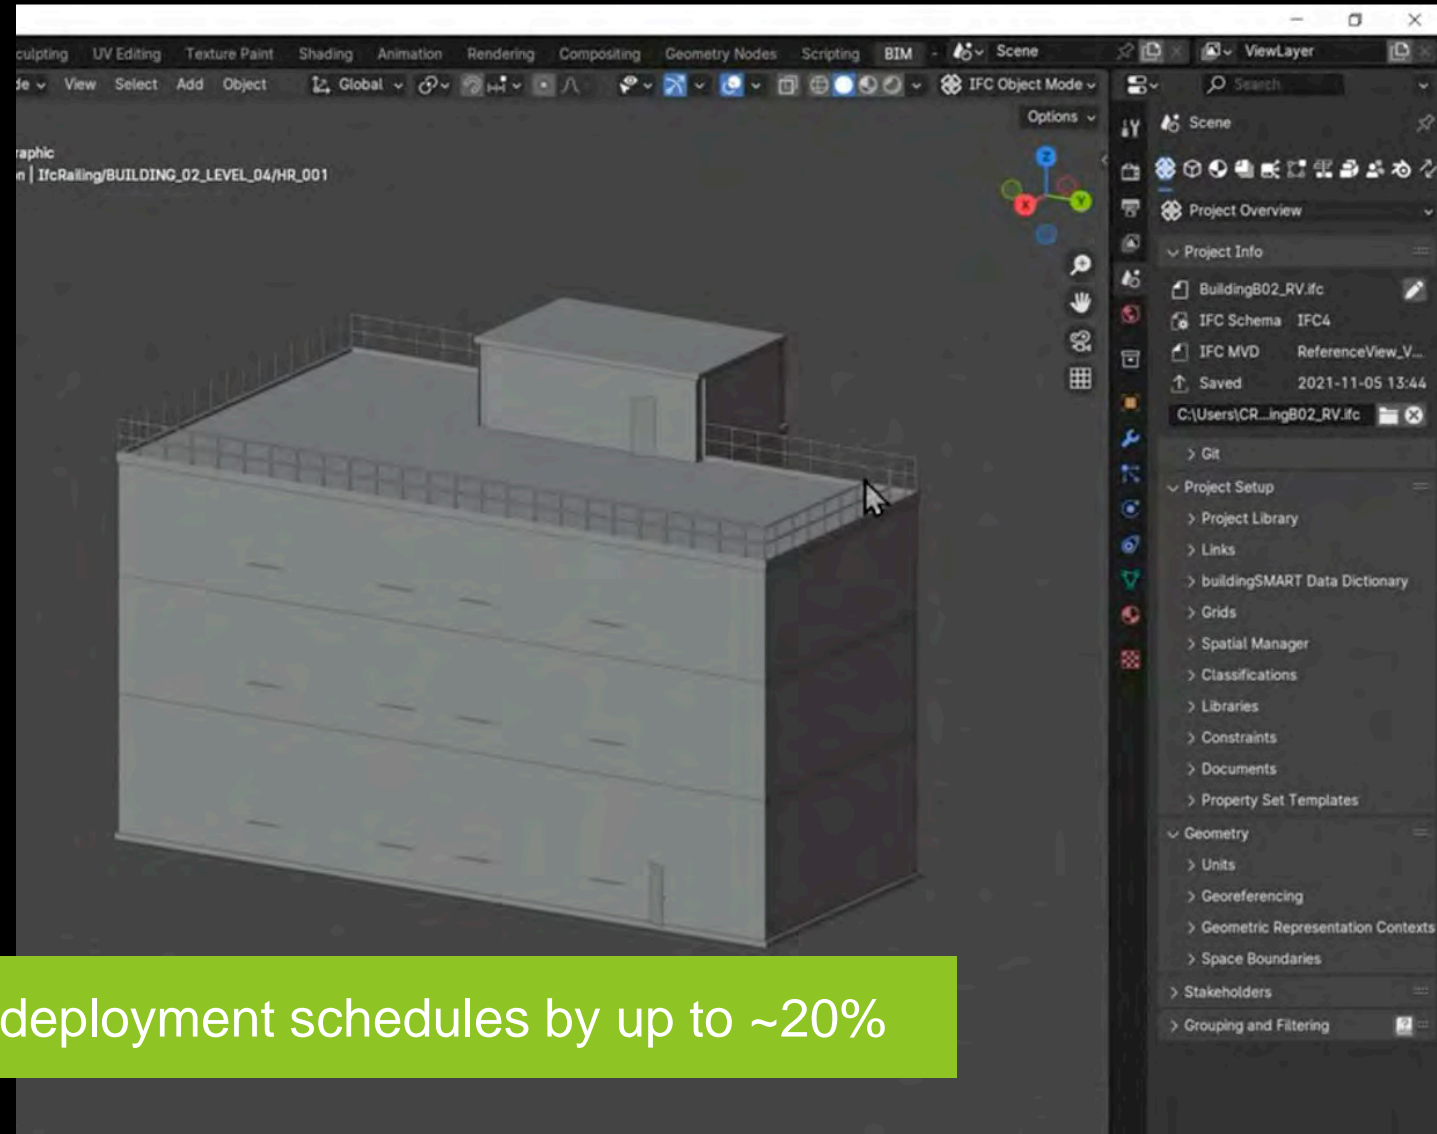 UV Editing Texture Paint Shading Animation Rendering Compositing Geometry Nodes Scripting BIM Scene ViewLayer
View Select Add Object Global IFC Object Mode Search
Options
Scene
raphic
n | IfcRailing/BUILDING_02_LEVEL_04/HR_001
Z
X
Y
Project Overview
Project Info
BuildingB02_RV.ifc
IFC Schema IFC4
IFC MVD ReferenceView_V...
Saved 2021-11-05 13:44
C:\Users\CR...ingB02_RV.ifc
Git
Project Setup
Project Library
Links
buildingSMART Data Dictionary
Grids
Spatial Manager
Classifications
Libraries
Constraints
Documents
Property Set Templates
Geometry
Units
Georeferencing
Geometric Representation Contexts
Space Boundaries
Stakeholders
Grouping and Filtering
deployment schedules by up to ~20%